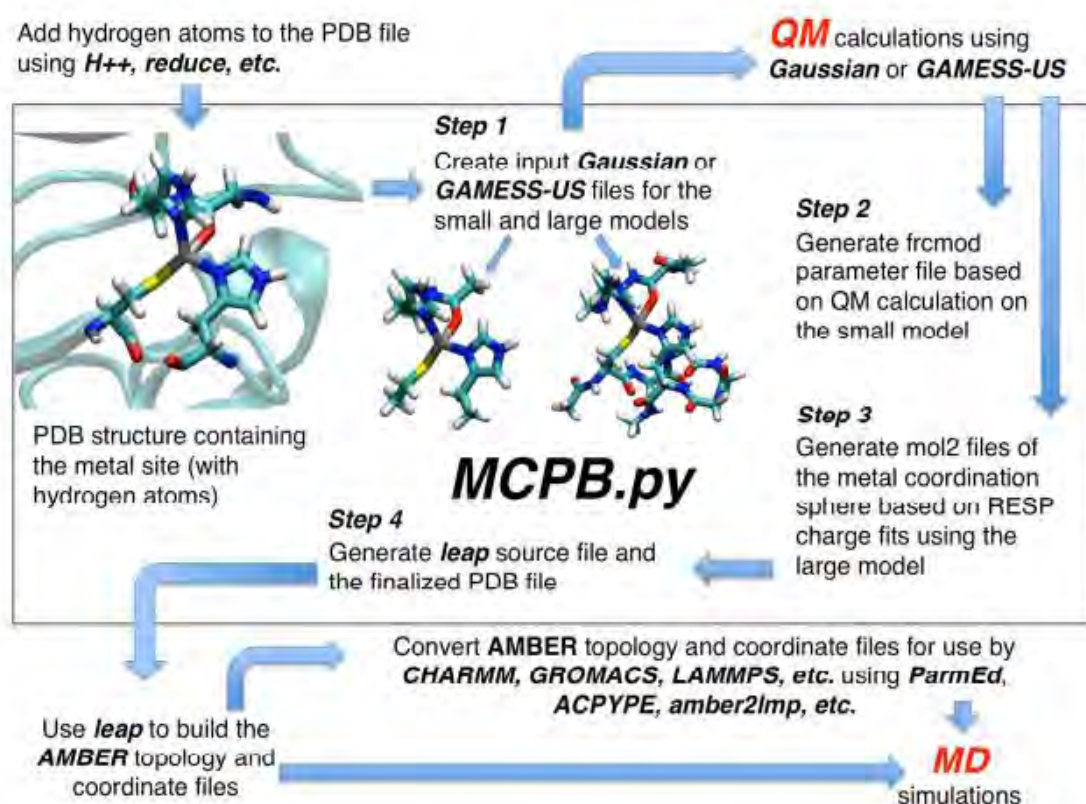 Add hydrogen atoms to the PDB file
using H++, reduce, etc.
QM calculations using
Gaussian or GAMESS-US
Step 1
Create input Gaussian or
GAMESS-US files for the
small and large models
Step 2
Generate frcmod
parameter file based
on QM calculation on
the small model
PDB structure containing
the metal site (with
hydrogen atoms)
MCPB.py
Step 3
Generate mol2 files of
the metal coordination
sphere based on RESP
charge fits using the
large model
Step 4
Generate leap source file and
the finalized PDB file
Convert AMBER topology and coordinate files for use by
CHARMM, GROMACS, LAMMPS, etc. using ParmEd,
ACPYPE, amber2lmp, etc.
Use leap to build the
AMBER topology and
coordinate files
MD
simulations